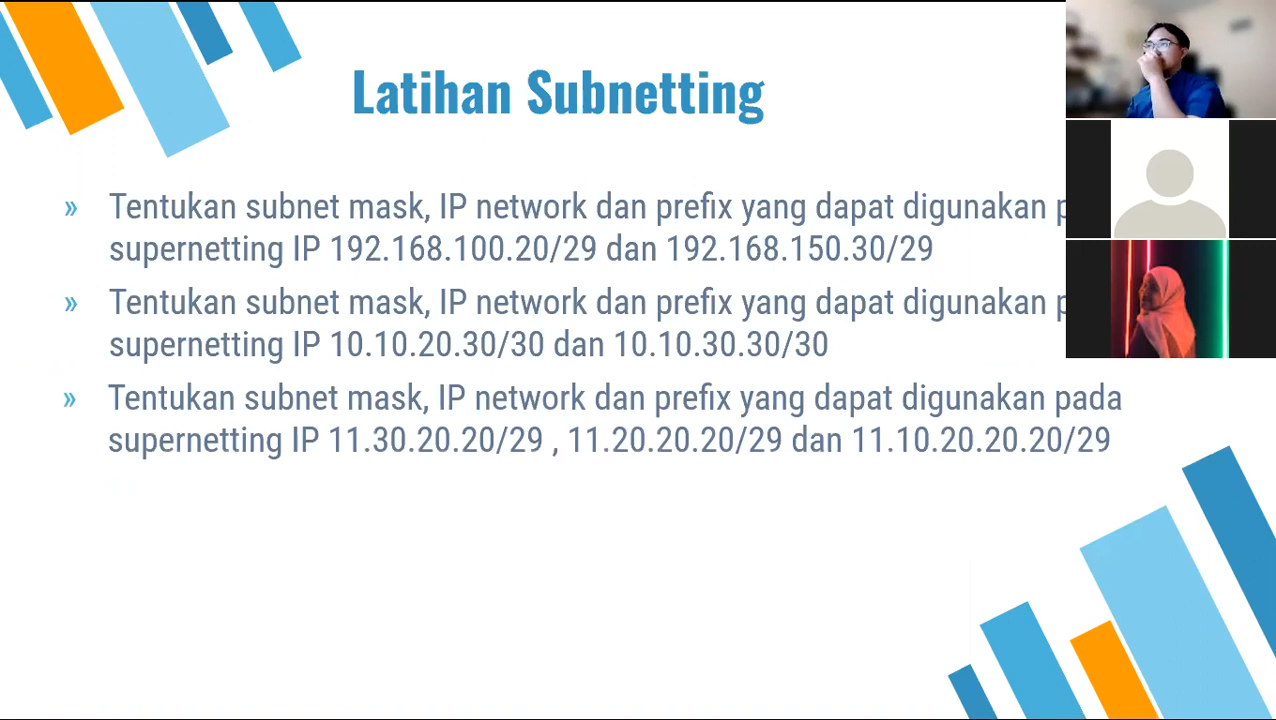 Latihan Subnetting
» Tentukan subnet mask, IP network dan prefix yang dapat digunakan
supernetting IP 192.168.100.20/29 dan 192.168.150.30/29
» Tentukan subnet mask, IP network dan prefix yang dapat digunakan
supernetting IP 10.10.20.30/30 dan 10.10.30.30/30
» Tentukan subnet mask, IP network dan prefix yang dapat digunakan pada
supernetting IP 11.30.20.20/29 , 11.20.20.20/29 dan 11.10.20.20.20/29